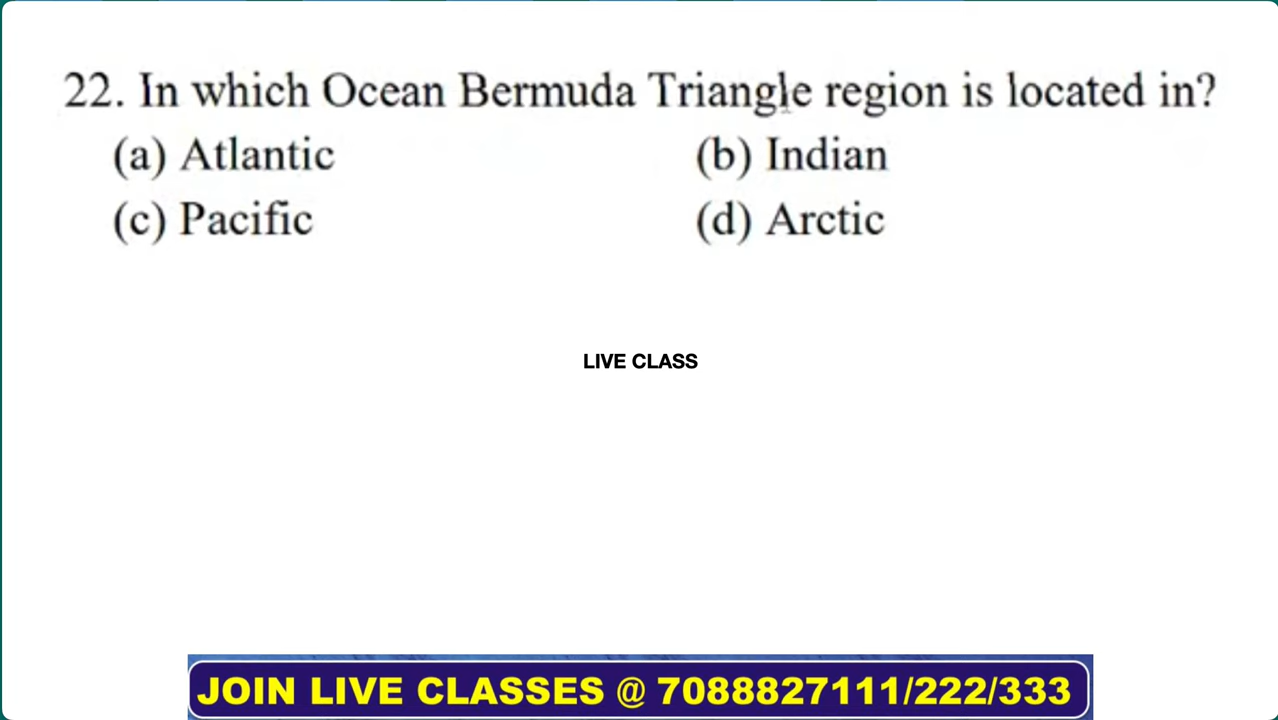 22. In which Ocean Bermuda Triangle region is located in?
(a) Atlantic (b) Indian
(c) Pacific (d) Arctic
LIVE CLASS
JOIN LIVE CLASSES @ 7088827111/222/333